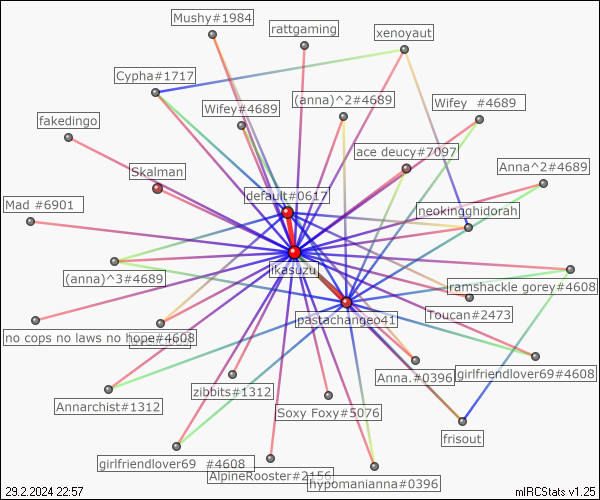 Mushy#1984
rattgaming
xenoyaut
Cypha#1717
Wifey#4689
(anna)^2#4689
Wifey #4689
fakedingo
ace deucy#7097
Anna^2#4689
Skalman
default#0617
Mad #6901
neokingghidorah
ikasuzu
(anna)^3#4689
ramshackle gorey#4608
pastachangeo41
Toucan#2473
no cops no laws no hope#4608
Anna.#0396
girlfriendlover69#4608
zibbits#1312
Annarchist#1312
Soxy Foxy#5076
frisout
girlfriendlover69 #4608
AlpineRooster#2156
hypomanianna#0396
29.2.2024 22:57
mIRCStats v1.25